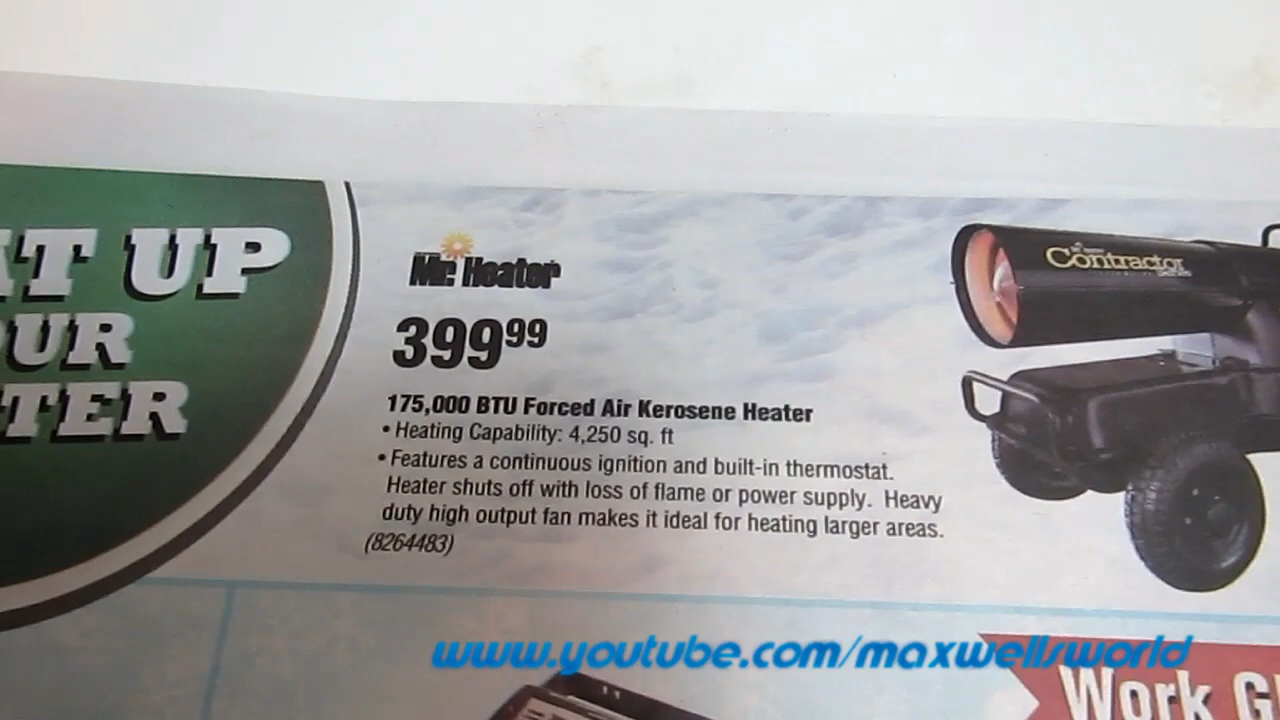 AT UP
OUR
TER
Mr. Heater
399⁹⁹
175,000 BTU Forced Air Kerosene Heater
• Heating Capability: 4,250 sq. ft
• Features a continuous ignition and built-in thermostat.
Heater shuts off with loss of flame or power supply. Heavy
duty high output fan makes it ideal for heating larger areas.
(8264483)
Contractor
www.youtube.com/maxwellsworld
Work G